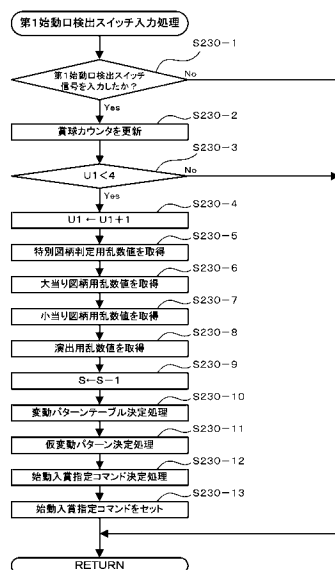 第1始動口検出スイッチ入力処理
S230-1
第1始動口検出スイッチ
信号を入力したか?
No
Yes
S230-2
賞球カウンタを更新
S230-3
U1<4
No
Yes
S230-4
U1 ← U1+1
S230-5
特別図柄判定用乱数値を取得
S230-6
大当り図柄用乱数値を取得
S230-7
小当り図柄用乱数値を取得
S230-8
演出用乱数値を取得
S230-9
S←S-1
S230-10
変動パターンテーブル決定処理
S230-11
仮変動パターン決定処理
S230-12
始動入賞指定コマンド決定処理
S230-13
始動入賞指定コマンドをセット
RETURN